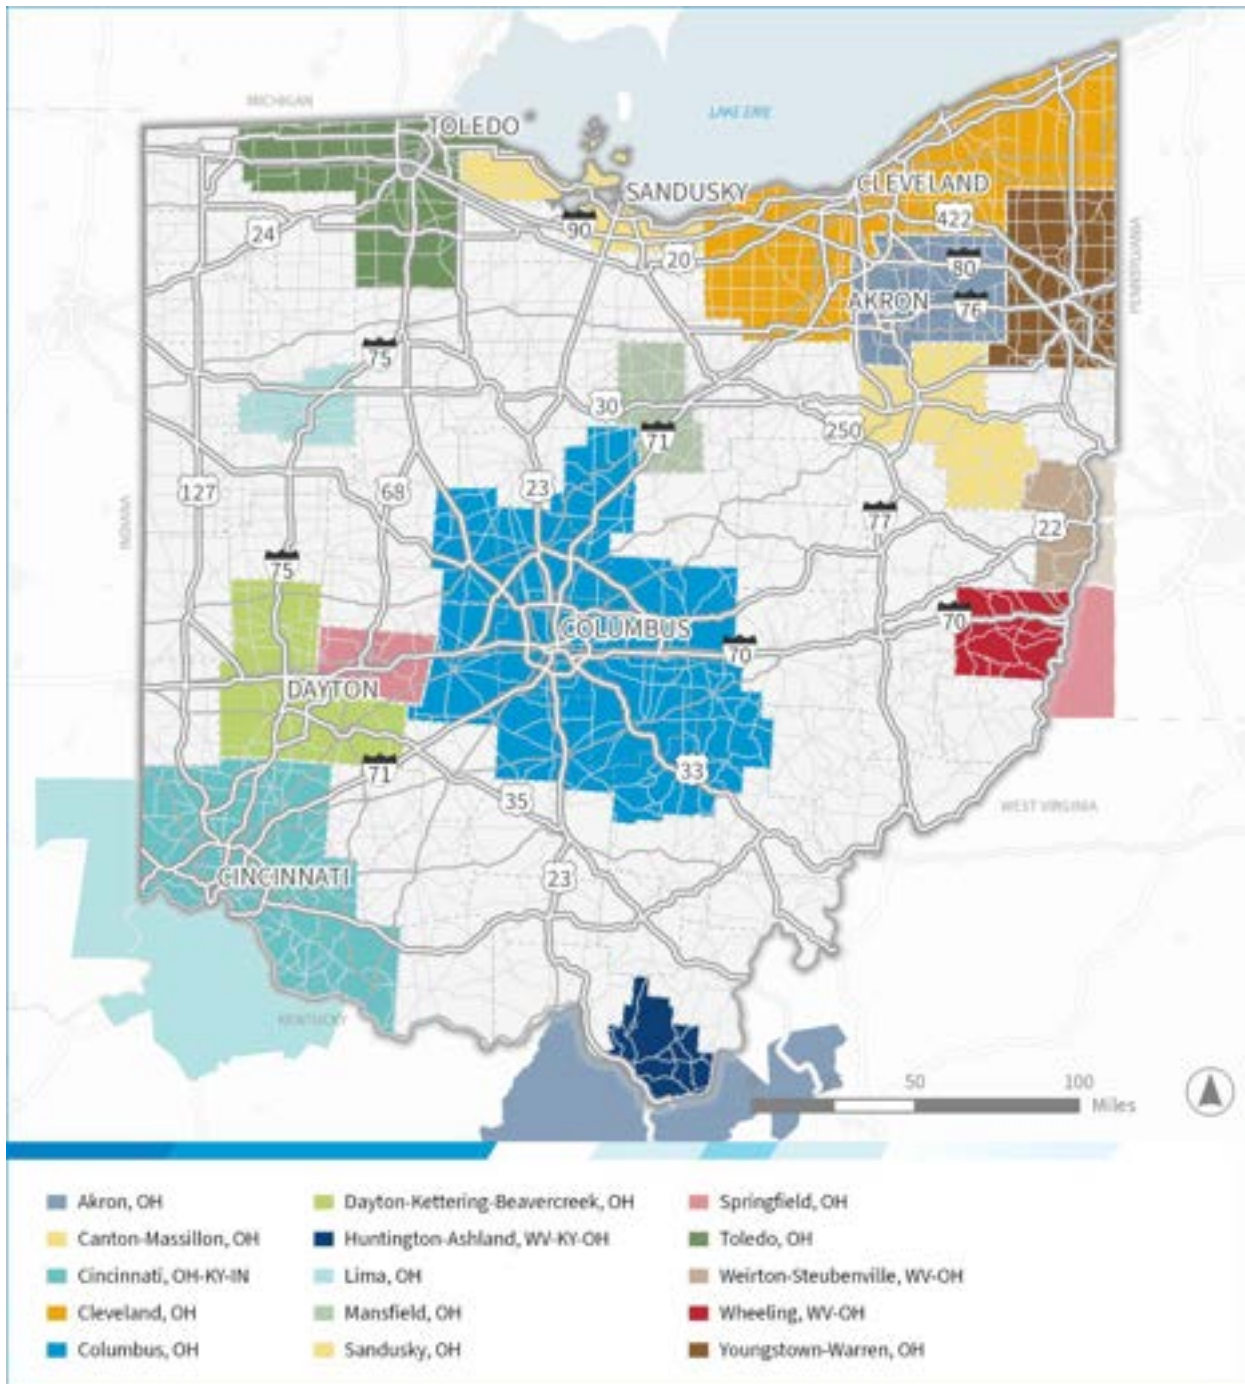 MICHIGAN
LAKE ERIE
TOLEDO
SANDUSKY
CLEVELAND
422
24
90
20
80
PENNSYLVANIA
AKRON
76
75
30
71
250
INDIANA
127
68
23
77
22
75
COLUMBUS
70
70
DAYTON
71
35
33
WEST VIRGINIA
CINCINNATI
23
KENTUCKY
50
100
Miles
Akron, OH
Canton-Massillon, OH
Cincinnati, OH-KY-IN
Cleveland, OH
Columbus, OH
Dayton-Kettering-Beavercreek, OH
Huntington-Ashland, WV-KY-OH
Lima, OH
Mansfield, OH
Sandusky, OH
Springfield, OH
Toledo, OH
Weirton-Steubenville, WV-OH
Wheeling, WV-OH
Youngstown-Warren, OH